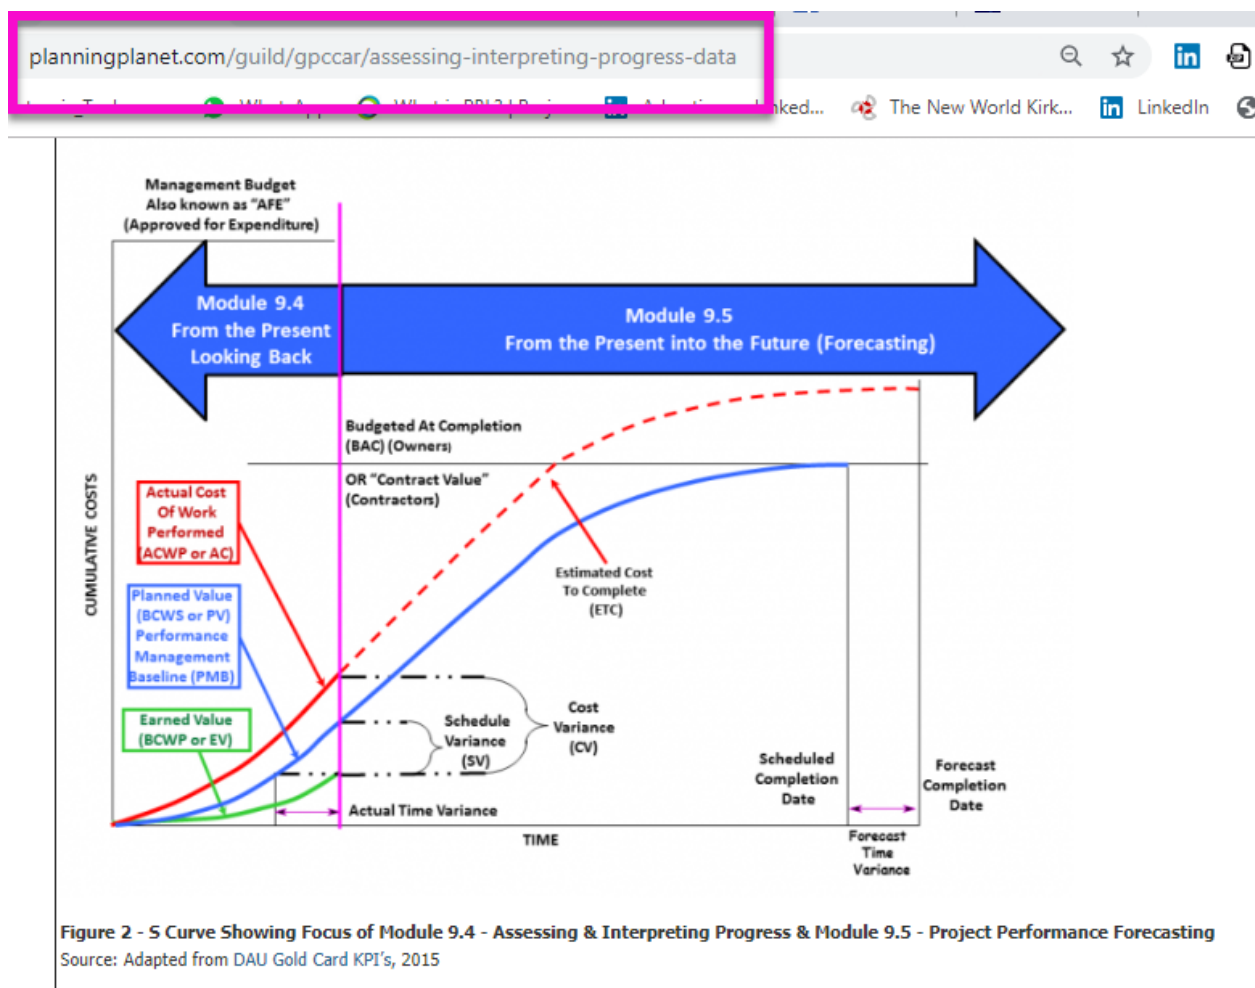 planningplanet.com/guild/gpccar/assessing-interpreting-progress-data
The New World Kirk...
LinkedIn
Management Budget
Also known as “AFE”
(Approved for Expenditure)
Module 9.4
From the Present
Looking Back
Module 9.5
From the Present into the Future (Forecasting)
Budgeted At Completion
(BAC) (Owners)
OR “Contract Value”
(Contractors)
CUMULATIVE COSTS
Actual Cost
Of Work
Performed
(ACWP or AC)
Planned Value
(BCWS or PV)
Performance
Management
Baseline (PMB)
Earned Value
(BCWP or EV)
Estimated Cost
To Complete
(ETC)
Schedule
Variance
(SV)
Cost
Variance
(CV)
Scheduled
Completion
Date
Forecast
Completion
Date
Actual Time Variance
TIME
Forecast
Time
Variance
Figure 2 - S Curve Showing Focus of Module 9.4 - Assessing & Interpreting Progress & Module 9.5 - Project Performance Forecasting
Source: Adapted from DAU Gold Card KPI's, 2015